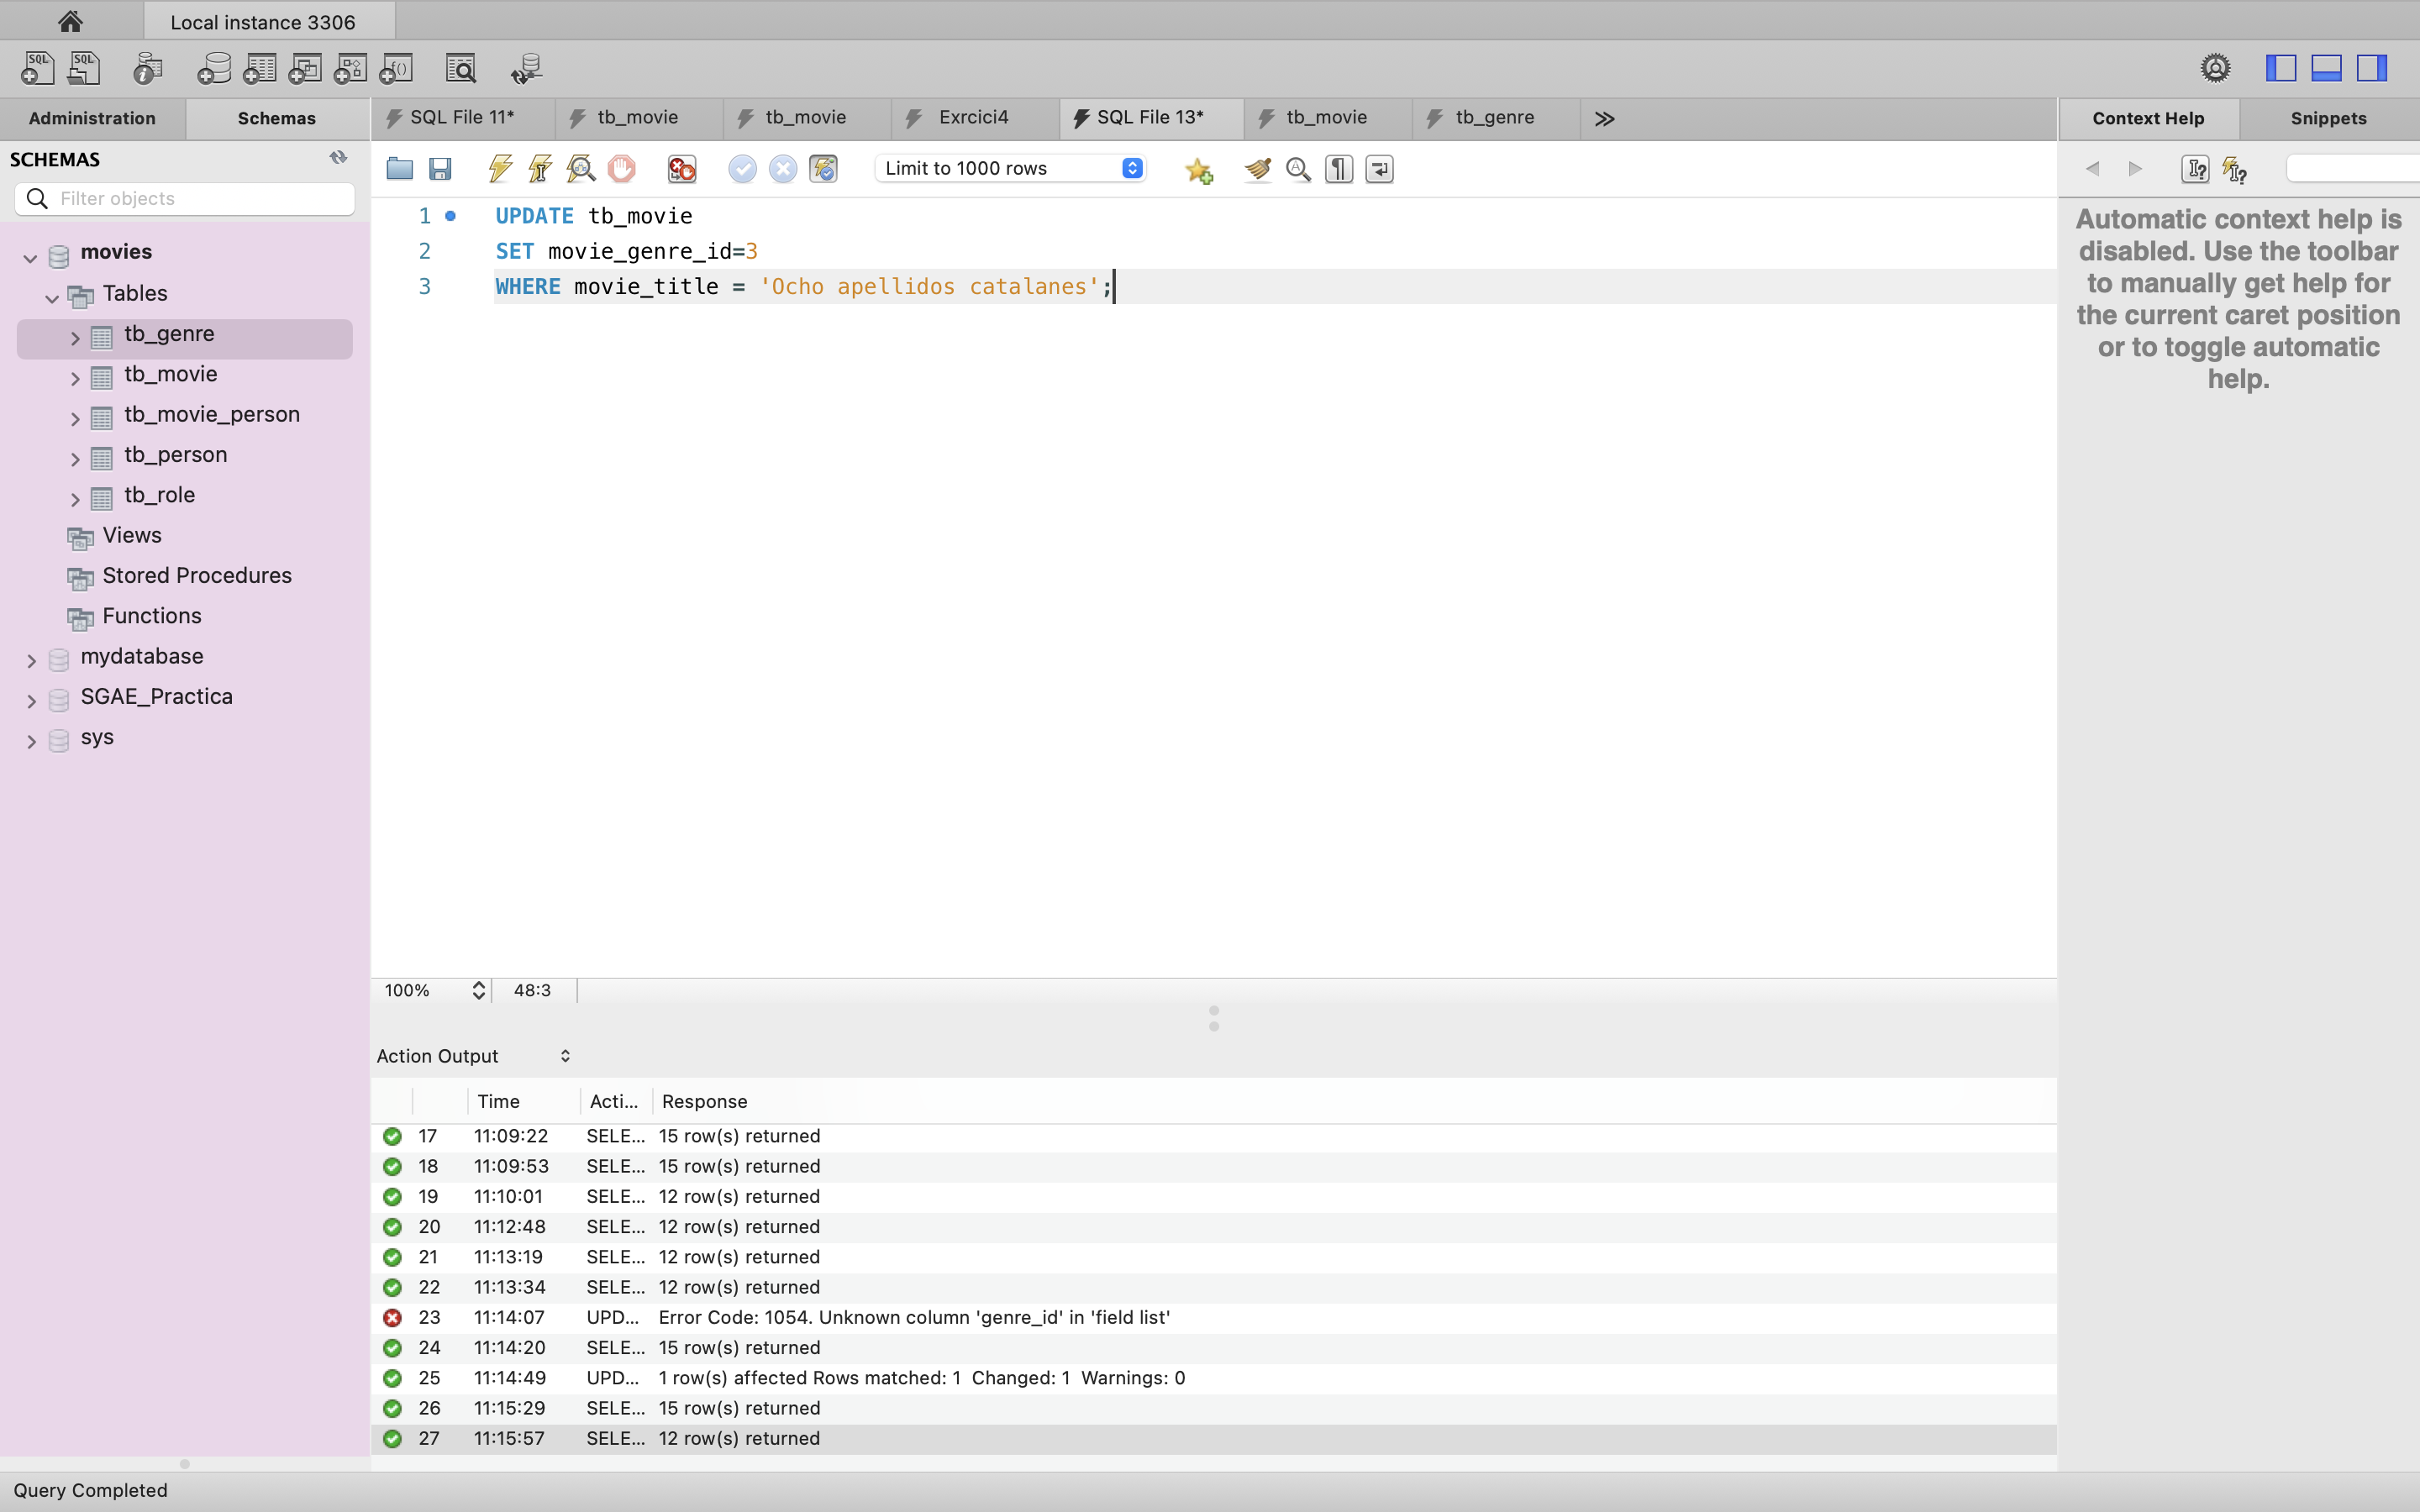 Local instance 3306
SQL SQL
Administration Schemas
SQL File 11* tb_movie tb_movie Exrcici4 SQL File 13* tb_movie tb_genre
Context Help Snippets
SCHEMAS
Filter objects
Limit to 1000 rows
movies
Tables
tb_genre
tb_movie
tb_movie_person
tb_person
tb_role
Views
Stored Procedures
Functions
mydatabase
SGAE_Practica
sys
1 UPDATE tb_movie
2 SET movie_genre_id=3
3 WHERE movie_title = 'Ocho apellidos catalanes';
Automatic context help is
disabled. Use the toolbar
to manually get help for
the current caret position
or to toggle automatic
help.
100% 48:3
Action Output
Time Acti... Response
17 11:09:22 SELE... 15 row(s) returned
18 11:09:53 SELE... 15 row(s) returned
19 11:10:01 SELE... 12 row(s) returned
20 11:12:48 SELE... 12 row(s) returned
21 11:13:19 SELE... 12 row(s) returned
22 11:13:34 SELE... 12 row(s) returned
23 11:14:07 UPD... Error Code: 1054. Unknown column 'genre_id' in 'field list'
24 11:14:20 SELE... 15 row(s) returned
25 11:14:49 UPD... 1 row(s) affected Rows matched: 1 Changed: 1 Warnings: 0
26 11:15:29 SELE... 15 row(s) returned
27 11:15:57 SELE... 12 row(s) returned
Query Completed